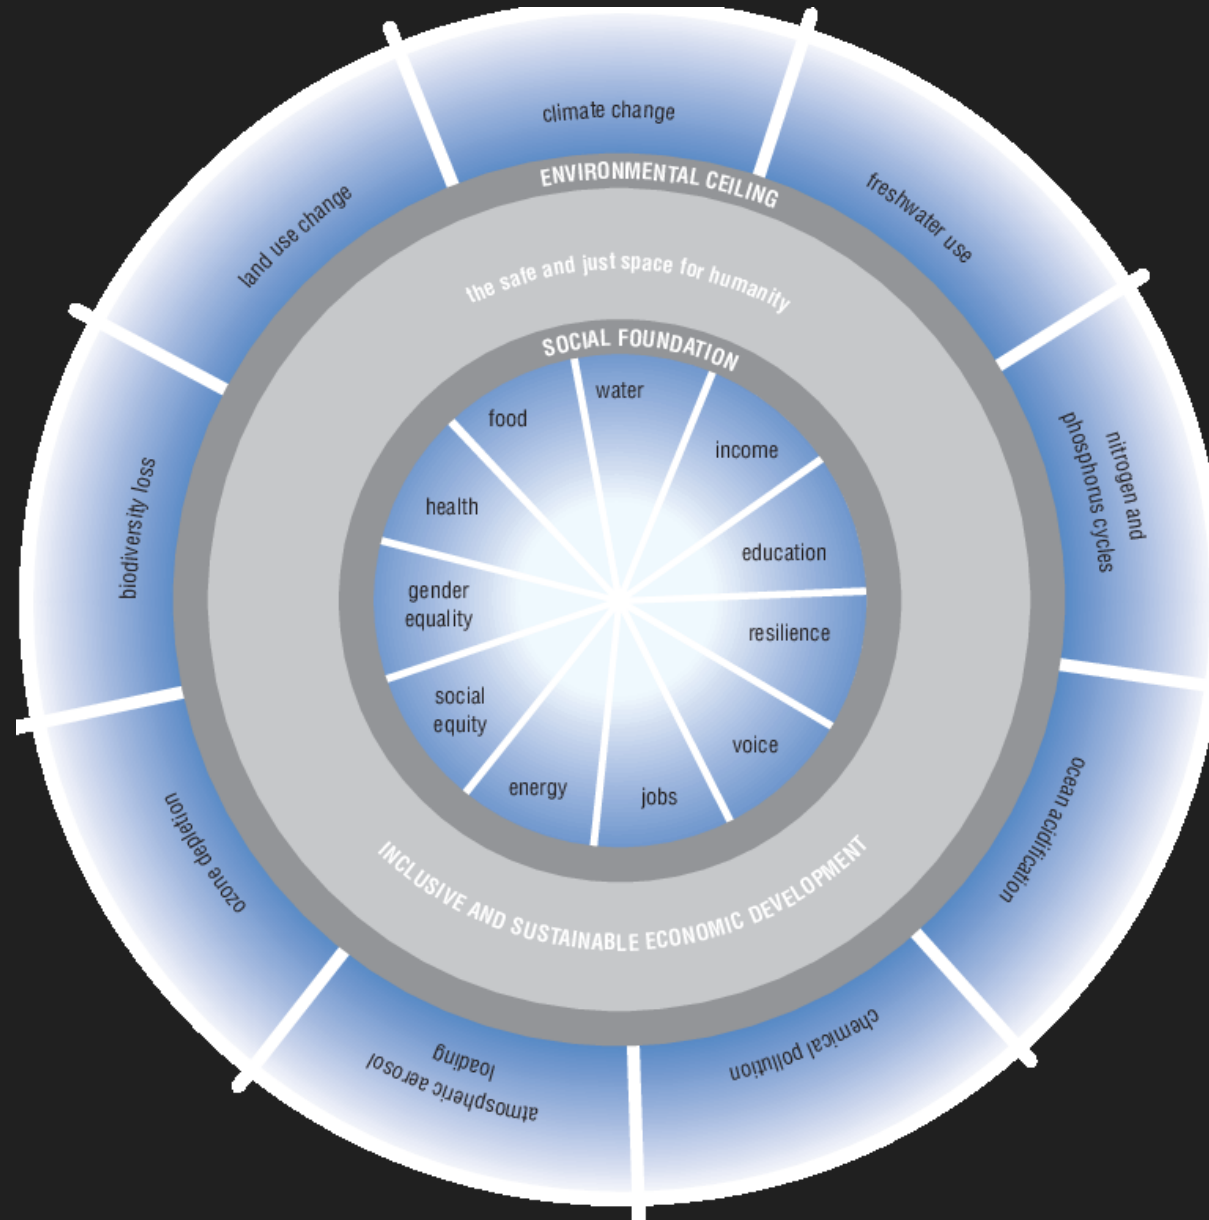 climate change
ENVIRONMENTAL CEILING
freshwater use
land use change
the safe and just space for humanity
SOCIAL FOUNDATION
water
food
income
nitrogen and
phosphorus cycles
biodiversity loss
health
education
gender
equality
resilience
social
equity
voice
energy
jobs
ocean acidification
ozone depletion
INCLUSIVE AND SUSTAINABLE ECONOMIC DEVELOPMENT
chemical pollution
atmospheric aerosol
loading